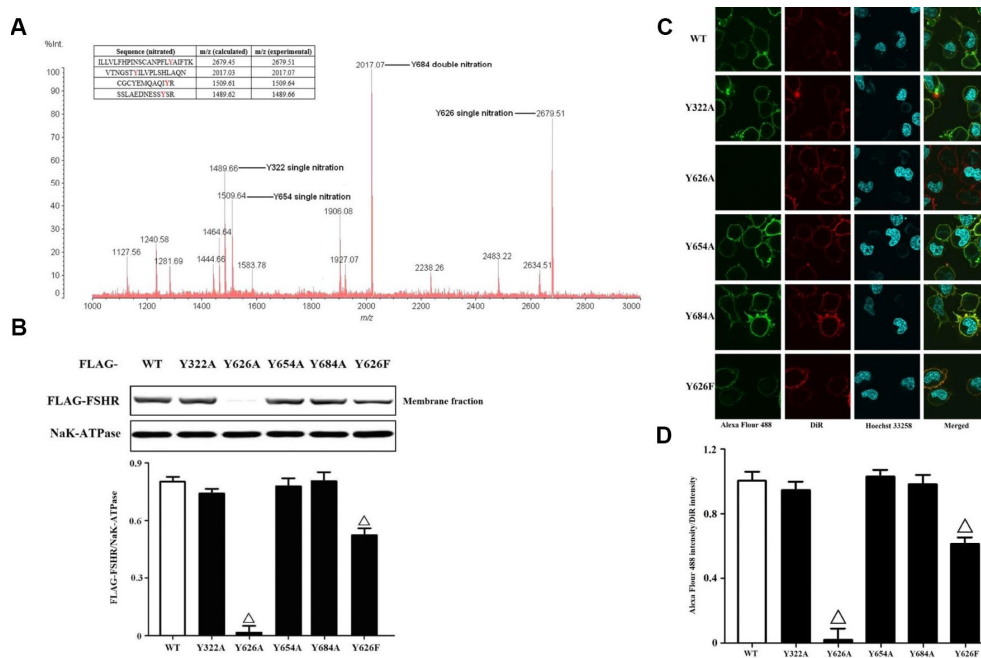 A
%Int.
100
90
80
70
60
50
40
30
20
10
0
Sequence (nitrated) m/z (calculated) m/z (experimental)
ILLVLFHPINSCANPFLYAIFTK 2679.45 2679.51
VTNGSTYILVPLSHLAQN 2017.03 2017.07
CGCYEMQAQIYR 1509.61 1509.64
SSLAEDNESSYSR 1489.62 1489.66
2017.07 Y684 double nitration
Y626 single nitration 2679.51
1489.66 Y322 single nitration
1509.64 Y654 single nitration
1906.08
1464.64
1240.58
1127.56
1281.69
1444.66
1583.78
1927.07
2238.26
2483.22
2634.51
1000 1200 1400 1600 1800 2000 2200 2400 2600 2800 3000
m/z
B
FLAG- WT Y322A Y626A Y654A Y684A Y626F
FLAG-FSHR Membrane fraction
NaK-ATPase
FLAG-FSHR/NaK-ATPase
0.9
0.6
0.3
0
WT Y322A Y626A Y654A Y684A Y626F
C
WT
Y322A
Y626A
Y654A
Y684A
Y626F
Alexa Flour 488 DiR Hoechst 33258 Merged
D
Alexa Flour 488 intensity/DiR intensity
1.2
0.8
0.4
0
WT Y322A Y626A Y654A Y684A Y626F